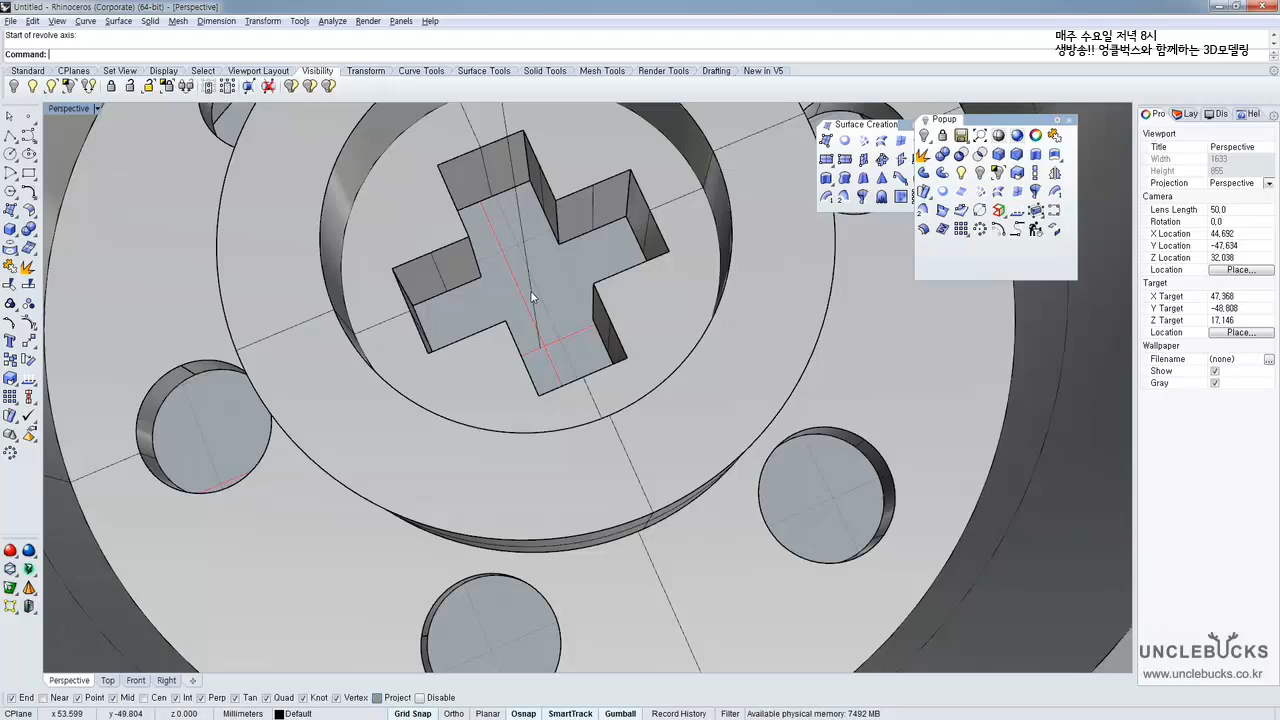 Untitled - Rhinoceros (Corporate) (64-bit) - [Perspective]
File Edit View Curve Surface Solid Mesh Dimension Transform Tools Analyze Render Panels Help
Start of revolve axis:
Command:
매주 수요일 저녁 8시
생방송!! 엉클벅스와 함께하는 3D모델링
Standard CPlanes Set View Display Select Viewport Layout Visibility Transform Curve Tools Surface Tools Solid Tools Mesh Tools Render Tools Drafting New in V5
Perspective
Surface Creation
Popup
Pro Lay Dis Hel
Viewport
Title Perspective
Width 1633
Height 855
Projection Perspective
Camera
Lens Length 50,0
Rotation 0,0
X Location 44,692
Y Location -47,634
Z Location 32,038
Location Place...
Target
X Target 47,368
Y Target -48,808
Z Target 17,146
Location Place...
Wallpaper
Filename (none) ...
Show
Gray
UNCLEBUCKS
www.unclebucks.co.kr
Perspective Top Front Right
End Near Point Mid Cen Int Perp Tan Quad Knot Vertex Project Disable
CPlane x 53.599 y -49.804 z 0.000 Millimeters Default Grid Snap Ortho Planar Osnap SmartTrack Gumball Record History Filter Available physical memory: 7492 MB